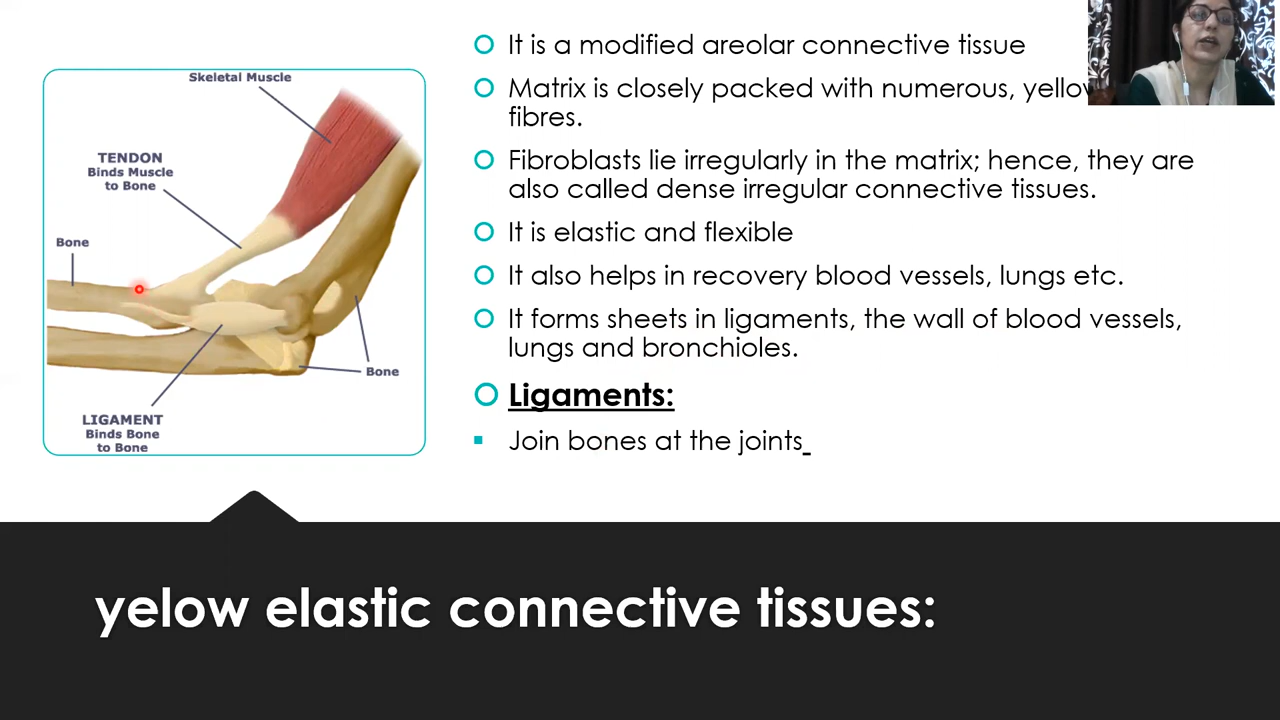 It is a modified areolar connective tissue
Matrix is closely packed with numerous,
fibres.
Fibroblasts lie irregularly in the matrix; hence, they are
also called dense irregular connective tissues.
It is elastic and flexible
It also helps in recovery blood vessels, lungs etc.
It forms sheets in ligaments, the wall of blood vessels,
lungs and bronchioles.
Ligaments:
Join bones at the joints
Skeletal Muscle
TENDON
Binds Muscle
to Bone
Bone
Bone
LIGAMENT
Binds Bone
to Bone
yelow elastic connective tissues: